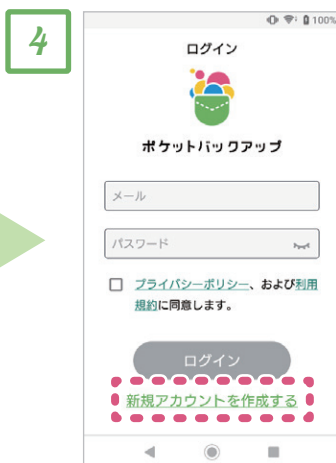 4
100%
ログイン
ポケットバックアップ
メール
パスワード
プライバシーポリシー、および利用
規約に同意します。
ログイン
新規アカウントを作成する